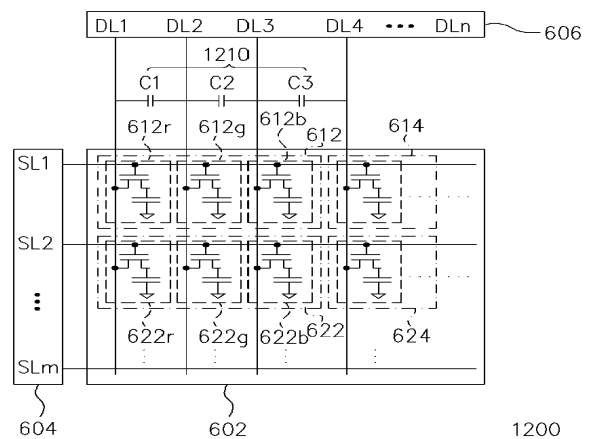 DL1 DL2 DL3 DL4 ••• DLn
606
1210
C1 C2 C3
612r 612g 612b 612 614
SL1
SL2
622r 622g 622b 622 624
SLm
604 602 1200